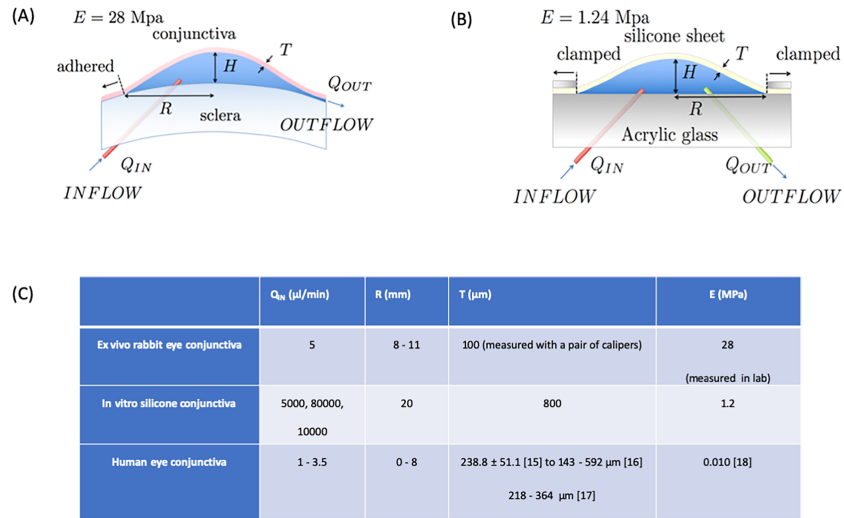 (A)
E = 28 Mpa
conjunctiva
T
adhered
H
Q_OUT
R
sclera
OUTFLOW
Q_IN
INFLOW
(B)
E = 1.24 Mpa
silicone sheet
clamped
T
clamped
H
R
Acrylic glass
Q_IN
Q_OUT
INFLOW
OUTFLOW
(C)
Q_IN (µl/min) R (mm) T (µm) E (MPa)
Ex vivo rabbit eye conjunctiva 5 8 - 11 100 (measured with a pair of calipers) 28
(measured in lab)
In vitro silicone conjunctiva 5000, 80000, 20 800 1.2
10000
Human eye conjunctiva 1 - 3.5 0 - 8 238.8 ± 51.1 [15] to 143 - 592 µm [16] 0.010 [18]
218 - 364 µm [17]